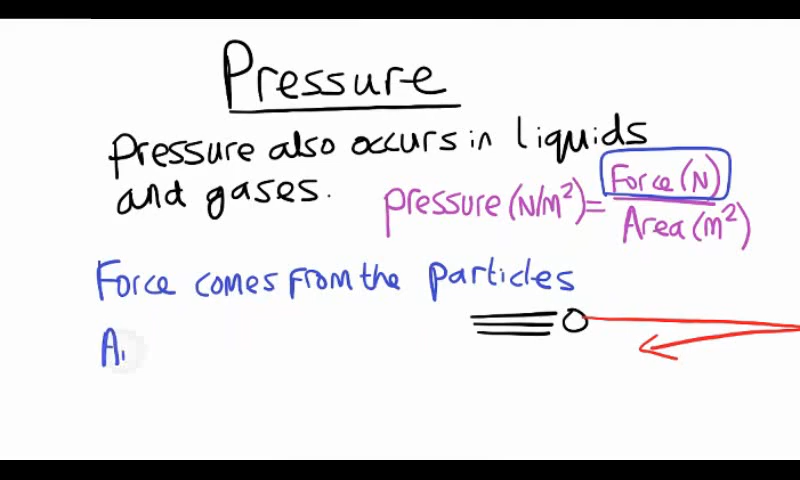 Pressure
Pressure also occurs in liquids
and gases.
pressure (N/m²) = Force (N)
Area (m²)
Force comes from the particles